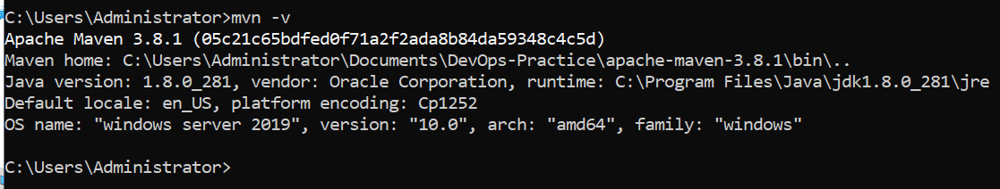 C:\Users\Administrator>mvn -v
Apache Maven 3.8.1 (05c21c65bdfed0f71a2f2ada8b84da59348c4c5d)
Maven home: C:\Users\Administrator\Documents\DevOps-Practice\apache-maven-3.8.1\bin\..
Java version: 1.8.0_281, vendor: Oracle Corporation, runtime: C:\Program Files\Java\jdk1.8.0_281\jre
Default locale: en_US, platform encoding: Cp1252
OS name: "windows server 2019", version: "10.0", arch: "amd64", family: "windows"
C:\Users\Administrator>